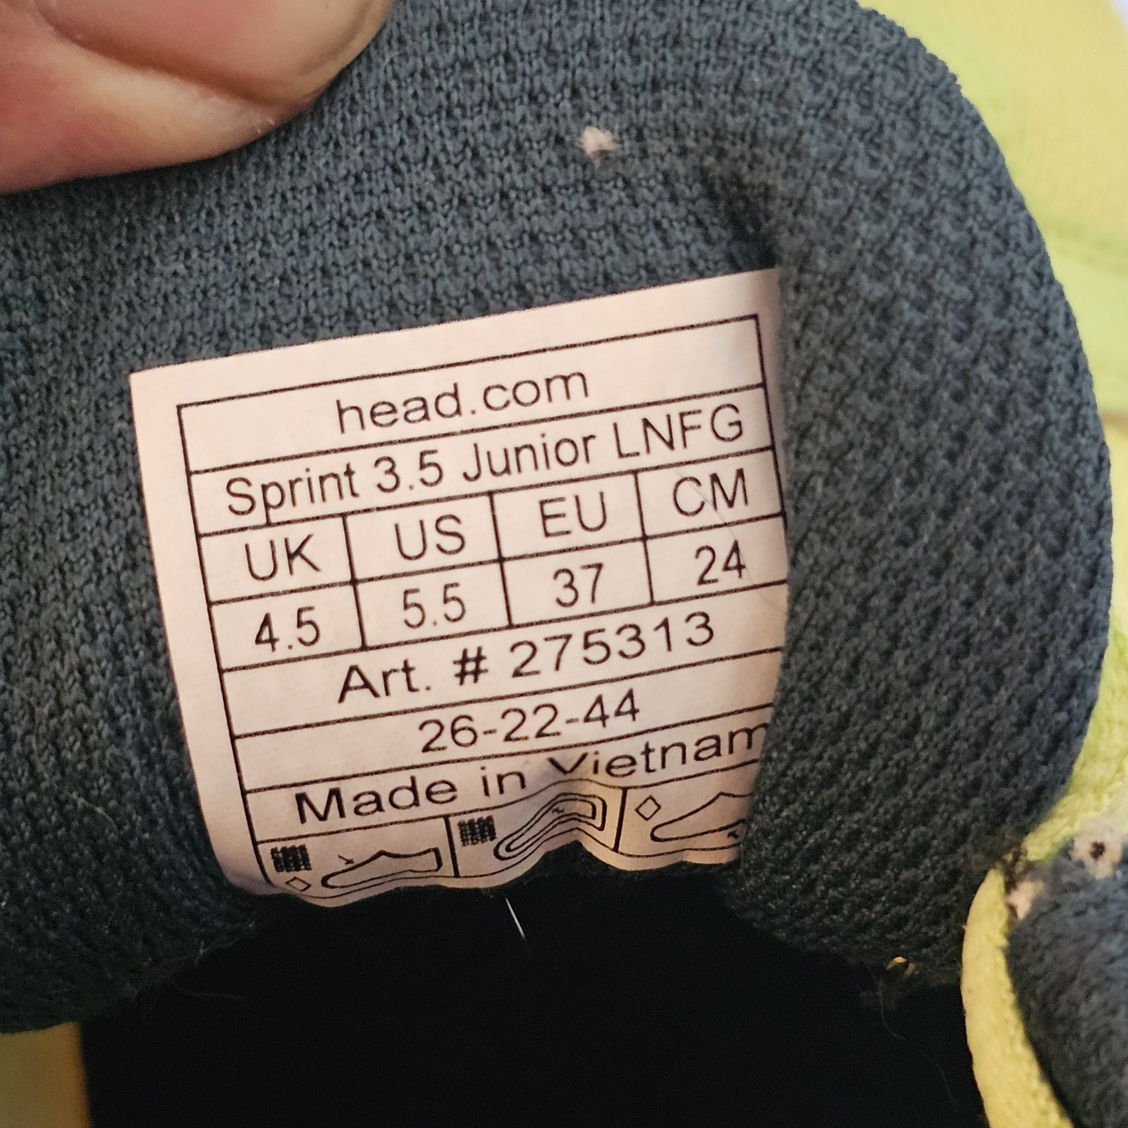 head.com
Sprint 3.5 Junior LNFG
UK US EU CM
4.5 5.5 37 24
Art. # 275313
26-22-44
Made in Vietnam